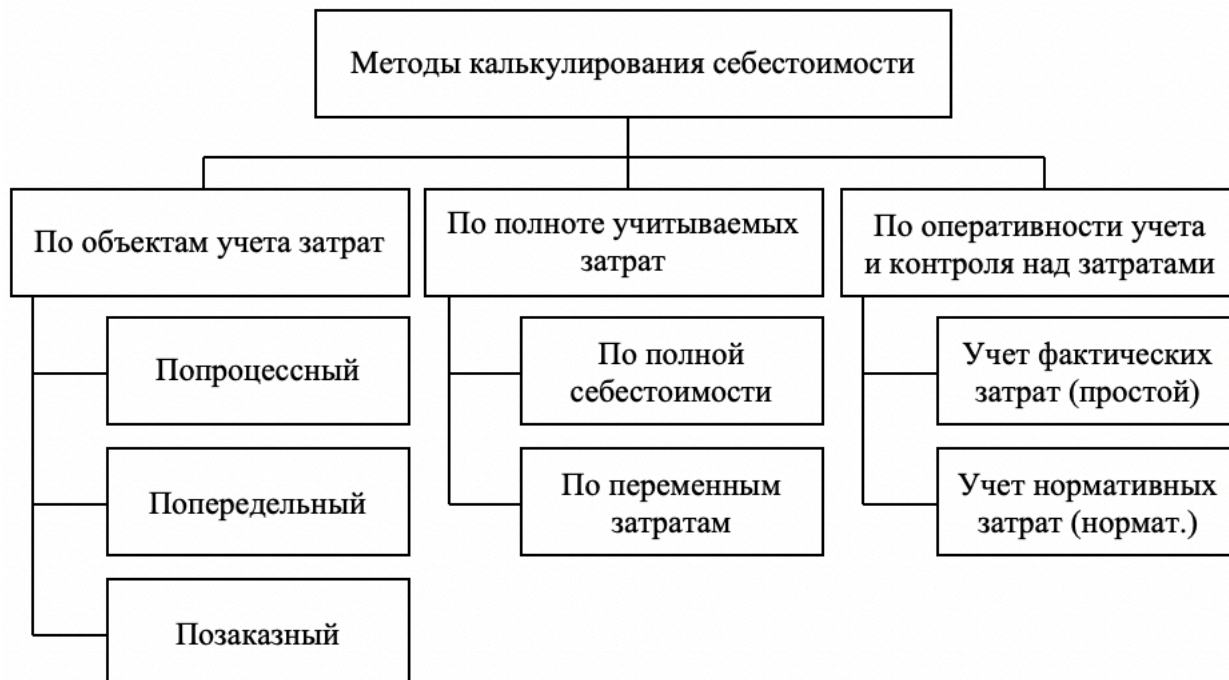 Методы калькулирования себестоимости
По объектам учета затрат
По полноте учитываемых
затрат
По оперативности учета
и контроля над затратами
Попроцессный
По полной
себестоимости
Учет фактических
затрат (простой)
Попередельный
По переменным
затратам
Учет нормативных
затрат (нормат.)
Позаказный